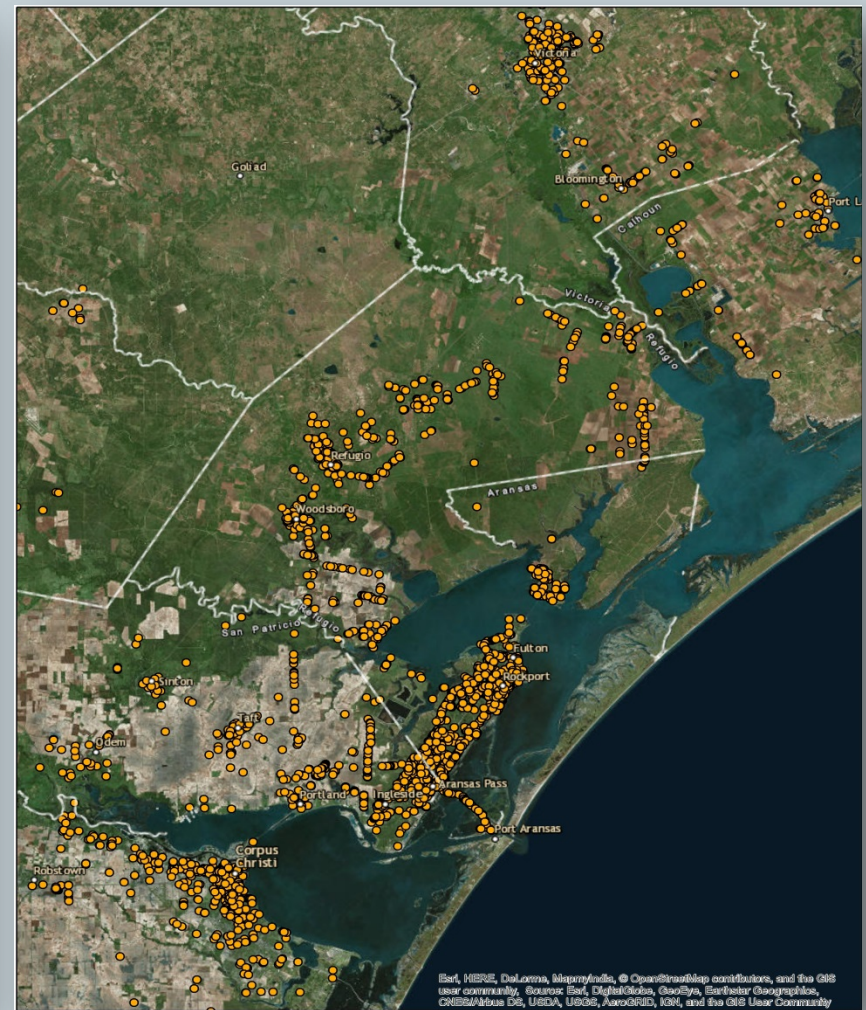 Victoria
Goliad
Bloomington
Port L
Calhoun
Victoria
Refugio
Refugio
Aransas
Woodsboro
Refugio
San Patricio
Fulton
Sinton
Rockport
Taft
Odem
Aransas Pass
Portland
Ingleside
Port Aransas
Corpus
Christi
Robstown
Esri, HERE, DeLorme, MapmyIndia, © OpenStreetMap contributors, and the GIS
user community, Source: Esri, DigitalGlobe, GeoEye, Earthstar Geographics,
CNES/Airbus DS, USDA, USGS, AeroGRID, IGN, and the GIS User Community